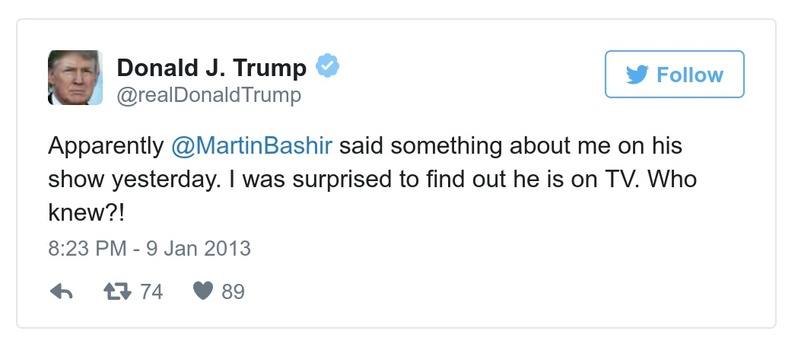 Donald J. Trump
@realDonaldTrump
Follow
Apparently @MartinBashir said something about me on his
show yesterday. I was surprised to find out he is on TV. Who
knew?!
8:23 PM - 9 Jan 2013
74 89